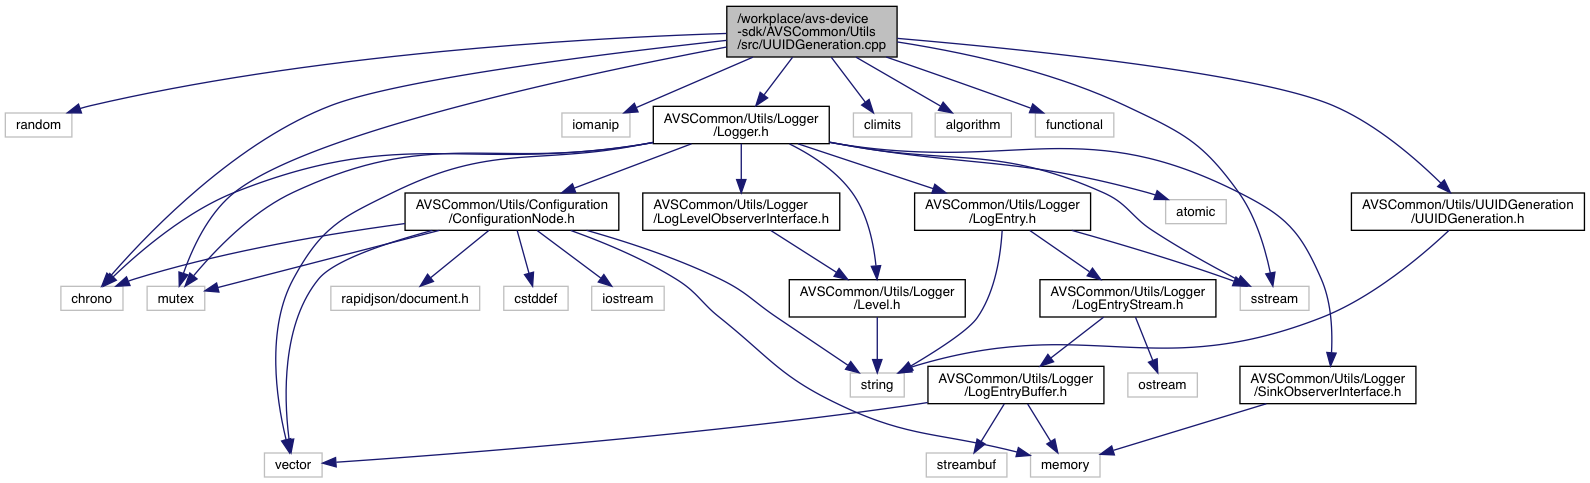 /workplace/avs-device
-sdk/AVSCommon/Utils
/src/UUIDGeneration.cpp
random
iomanip
AVSCommon/Utils/Logger
/Logger.h
climits
algorithm
functional
AVSCommon/Utils/Configuration
/ConfigurationNode.h
AVSCommon/Utils/Logger
/LogLevelObserverInterface.h
AVSCommon/Utils/Logger
/LogEntry.h
atomic
AVSCommon/Utils/UUIDGeneration
/UUIDGeneration.h
chrono
mutex
rapidjson/document.h
cstddef
iostream
AVSCommon/Utils/Logger
/Level.h
AVSCommon/Utils/Logger
/LogEntryStream.h
sstream
string
AVSCommon/Utils/Logger
/LogEntryBuffer.h
ostream
AVSCommon/Utils/Logger
/SinkObserverInterface.h
vector
streambuf
memory